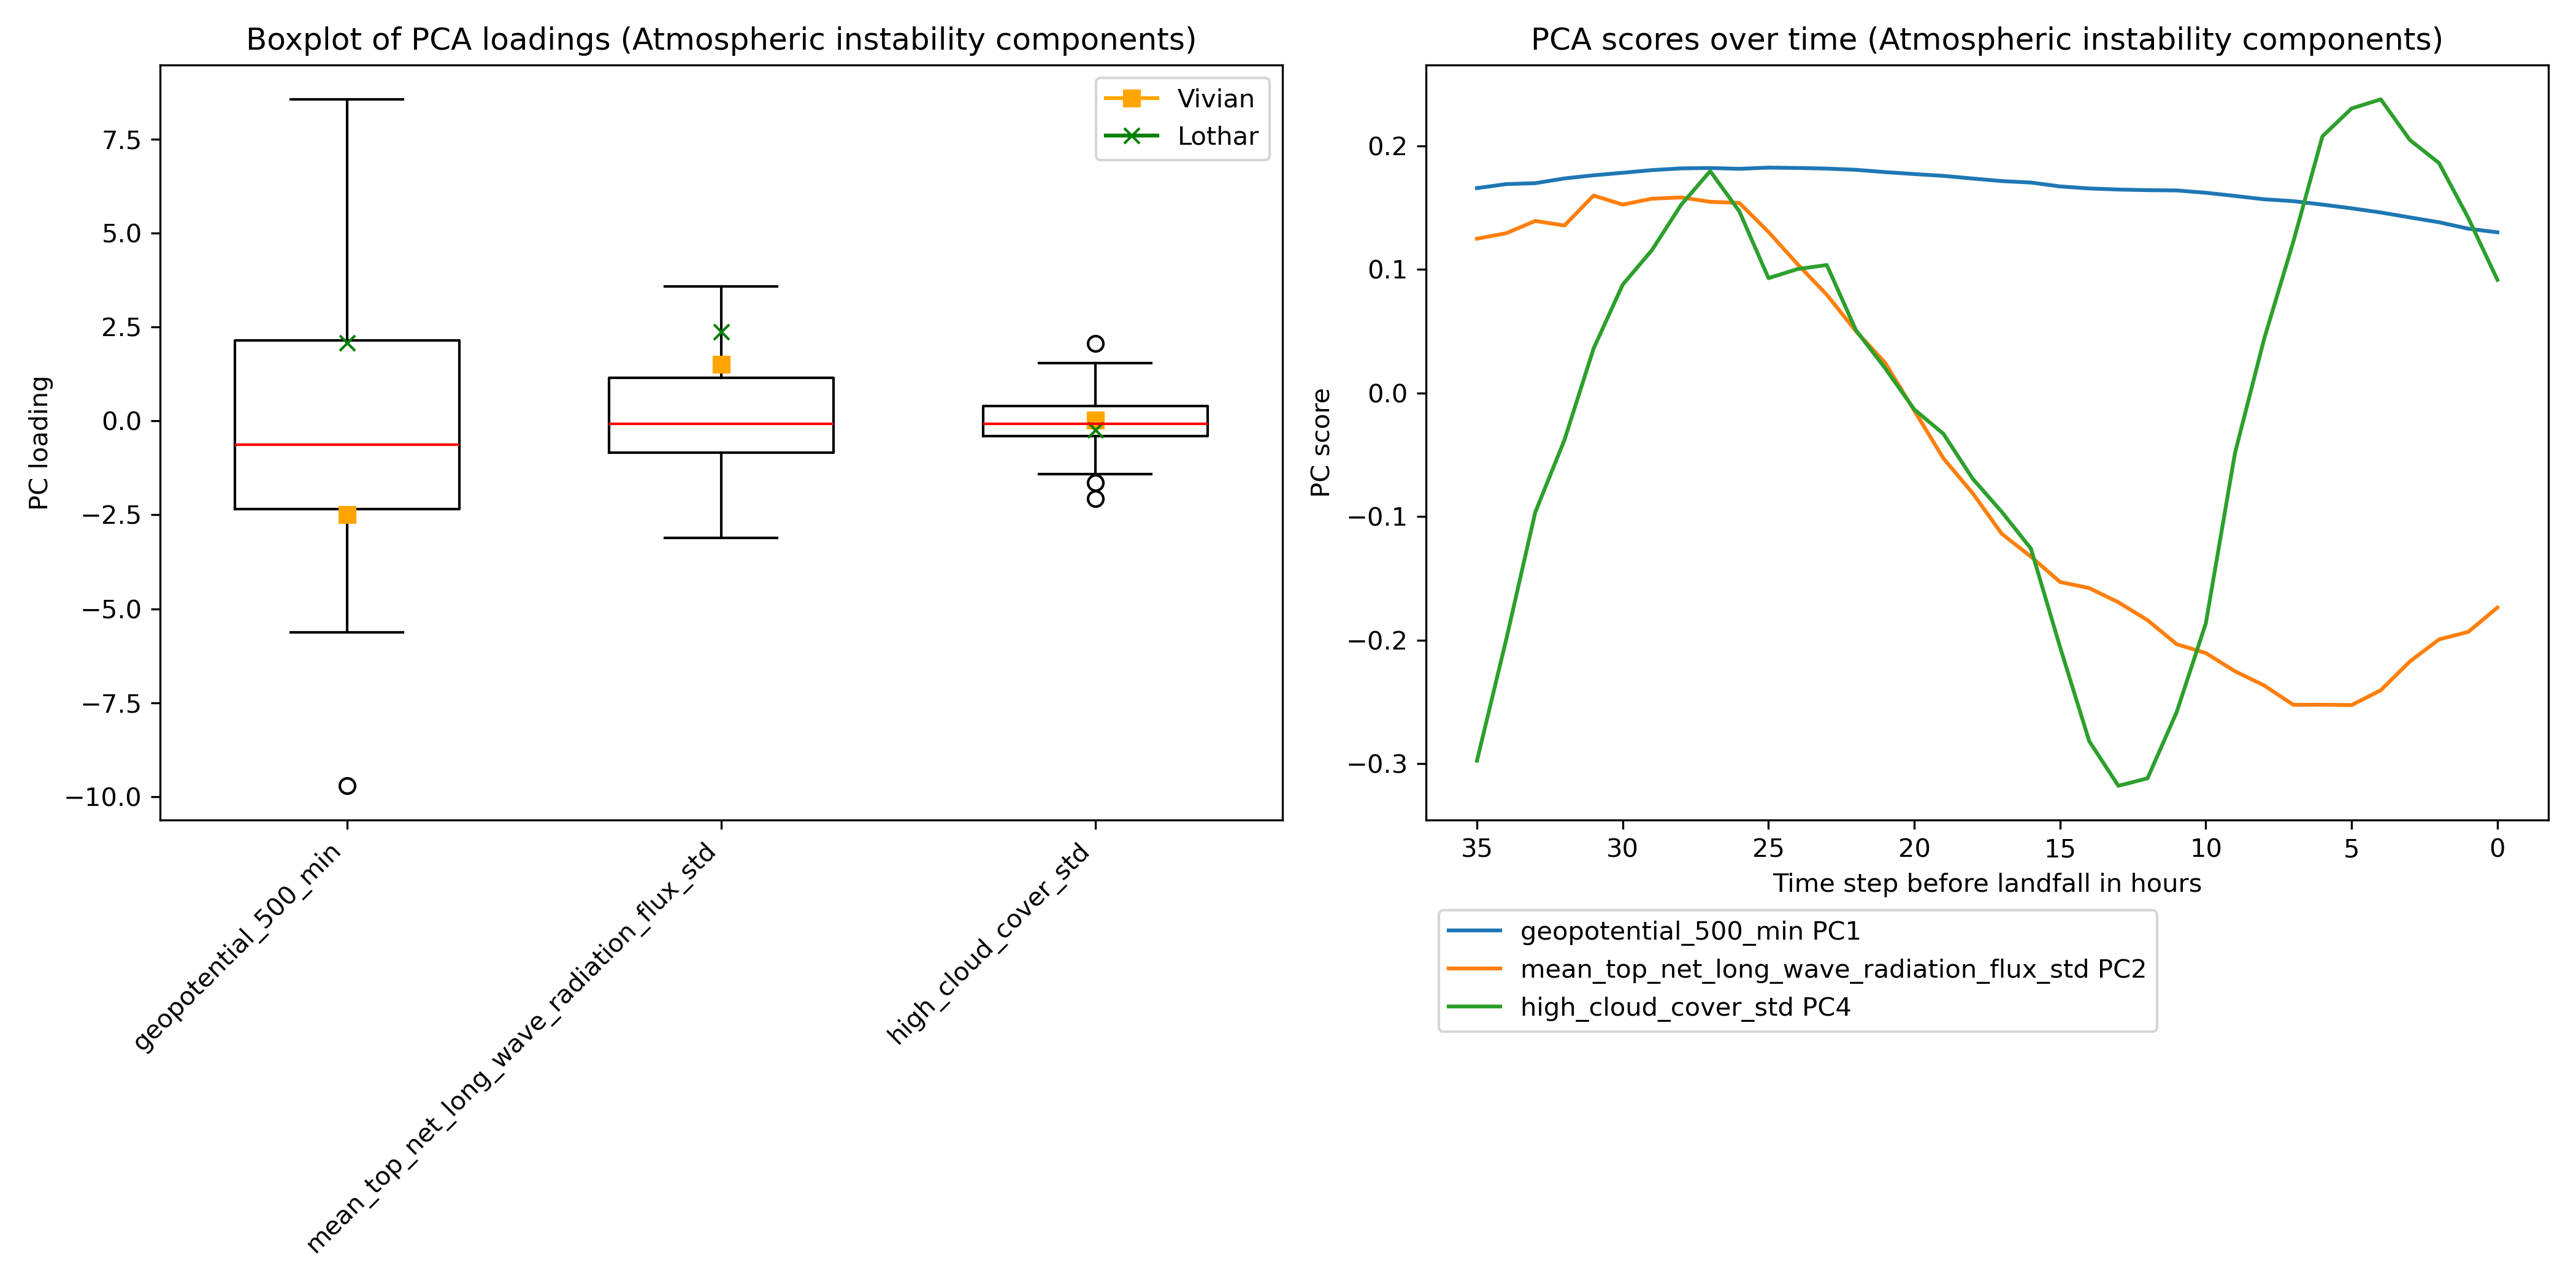 Boxplot of PCA loadings (Atmospheric instability components)
Vivian
Lothar
PC loading
7.5
5.0
2.5
0.0
−2.5
−5.0
−7.5
−10.0
geopotential_500_min
mean_top_net_long_wave_radiation_flux_std
high_cloud_cover_std
PCA scores over time (Atmospheric instability components)
PC score
0.2
0.1
0.0
−0.1
−0.2
−0.3
35 30 25 20 15 10 5 0
Time step before landfall in hours
geopotential_500_min PC1
mean_top_net_long_wave_radiation_flux_std PC2
high_cloud_cover_std PC4